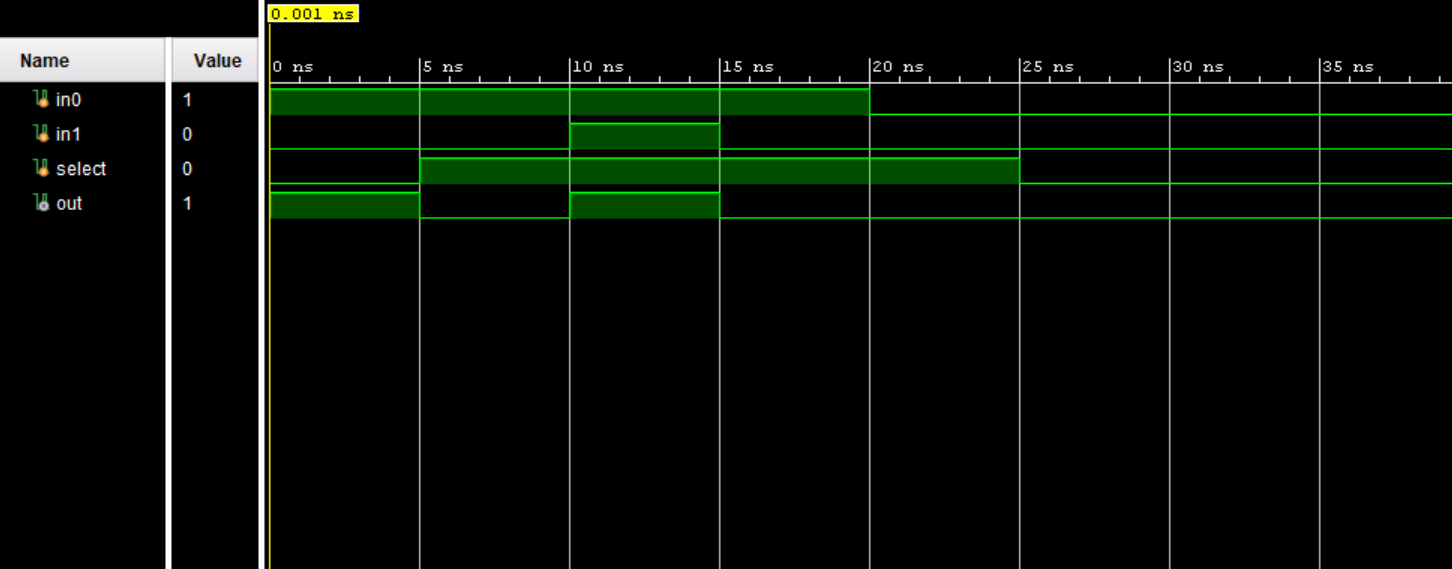 0.001 ns
Name Value 0 ns 5 ns 10 ns 15 ns 20 ns 25 ns 30 ns 35 ns
in0 1
in1 0
select 0
out 1